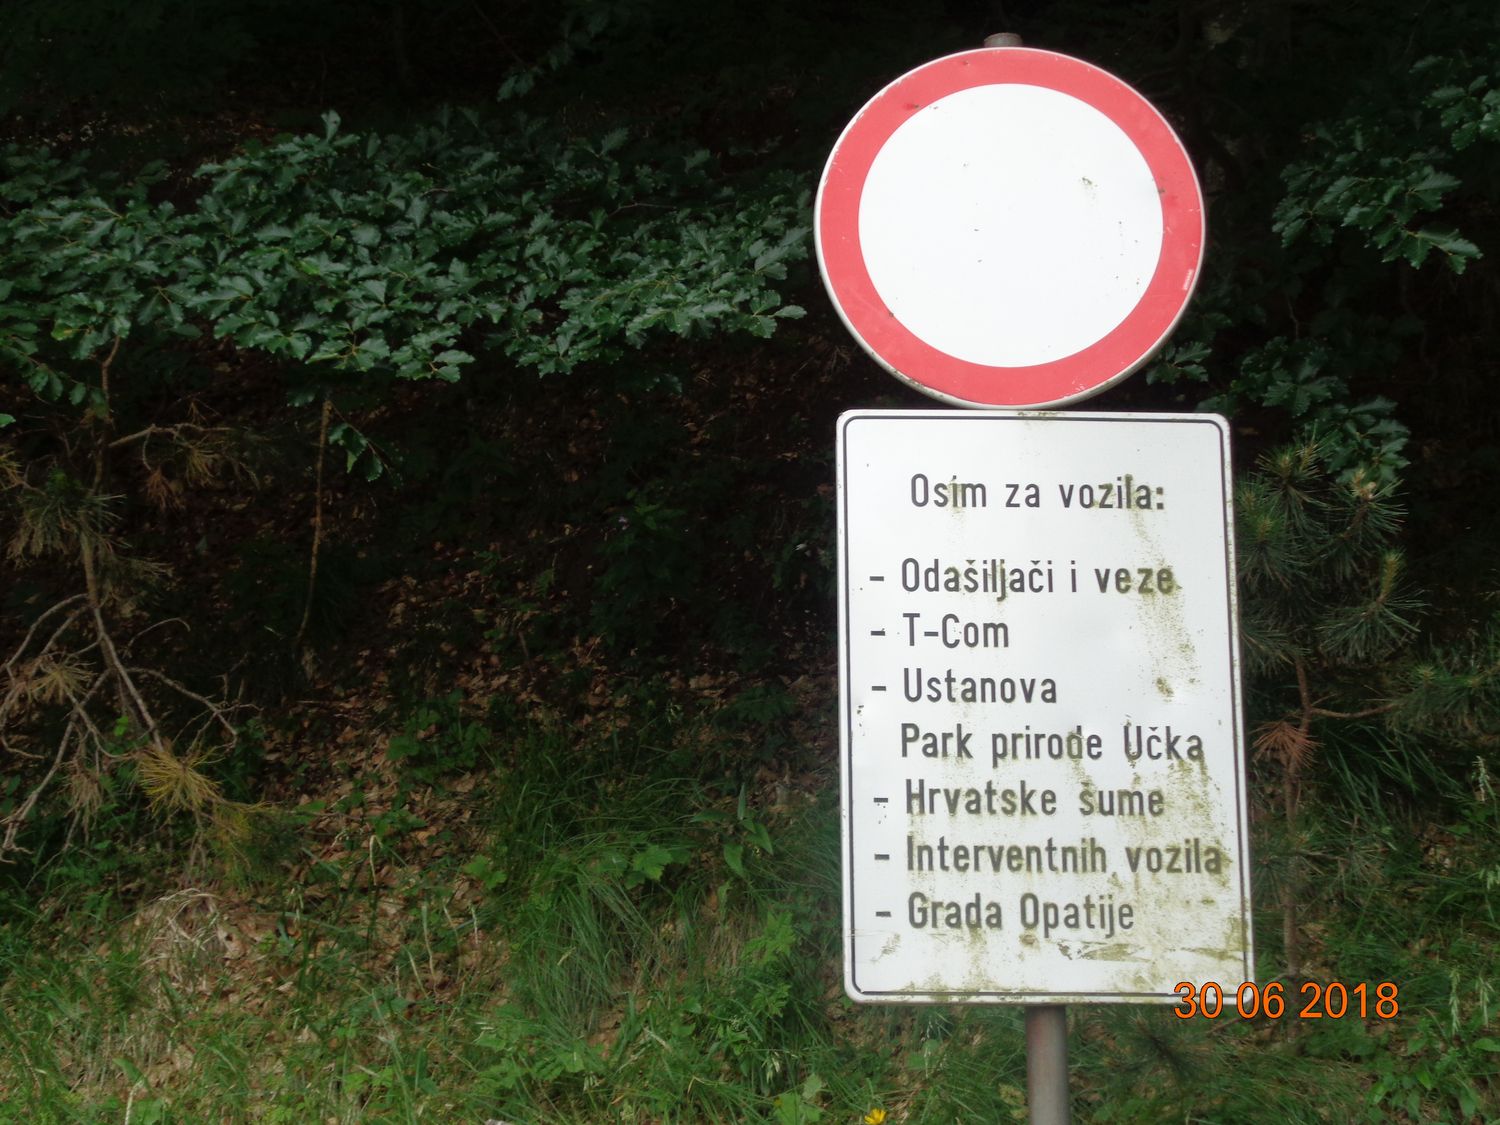 Osim za vozila:
- Odašiljači i veze
- T-Com
- Ustanova
Park prirode Učka
- Hrvatske šume
- Interventnih vozila
- Grada Opatije
30 06 2018